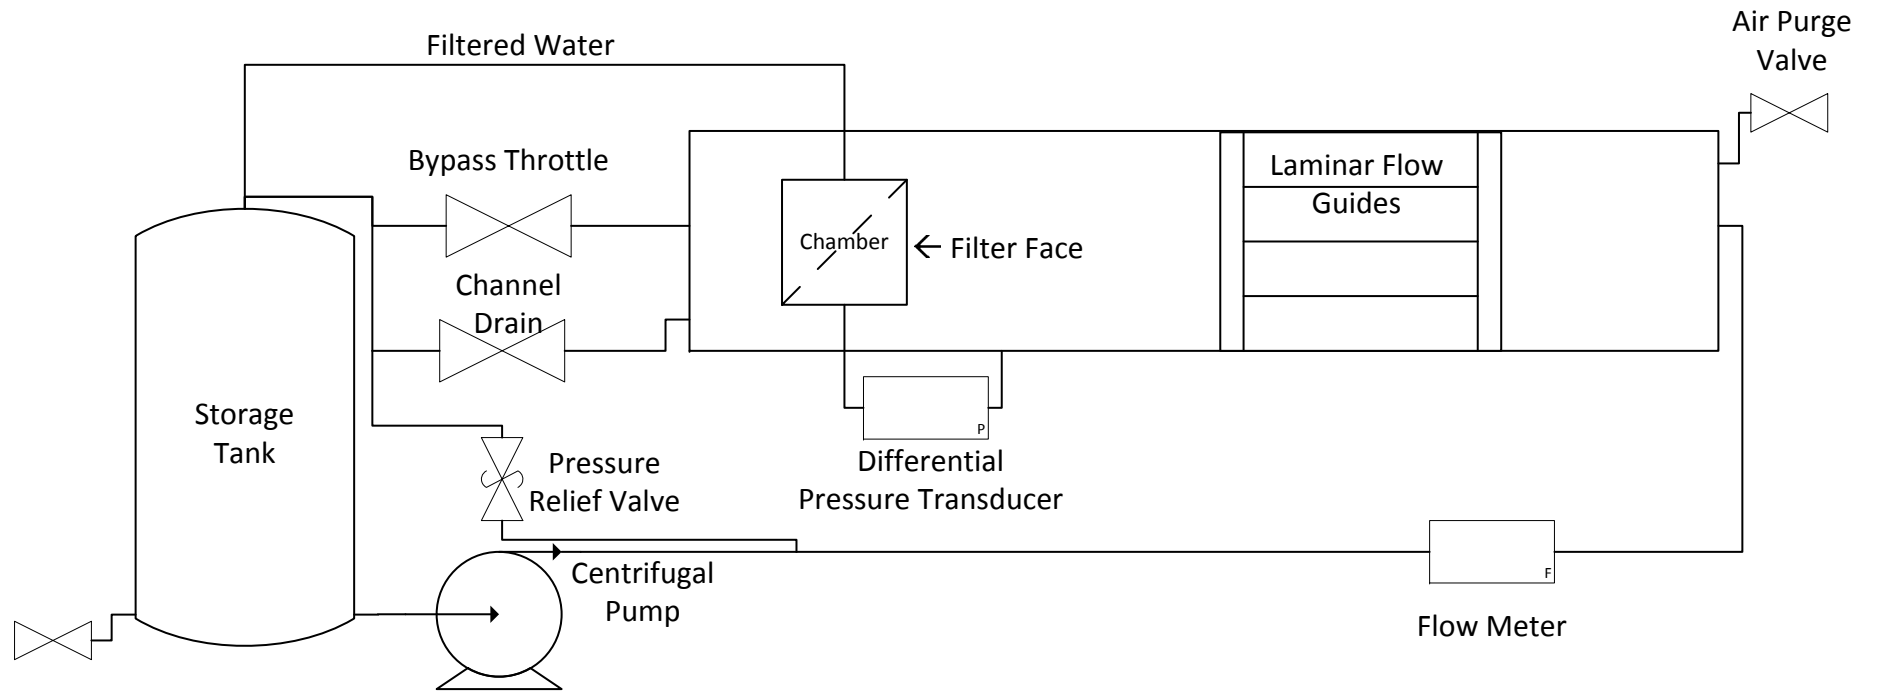 Air Purge
Valve
Filtered Water
Bypass Throttle
Laminar Flow
Guides
Chamber
← Filter Face
Channel
Drain
Storage
Tank
P
Differential
Pressure Transducer
Pressure
Relief Valve
Centrifugal
Pump
F
Flow Meter